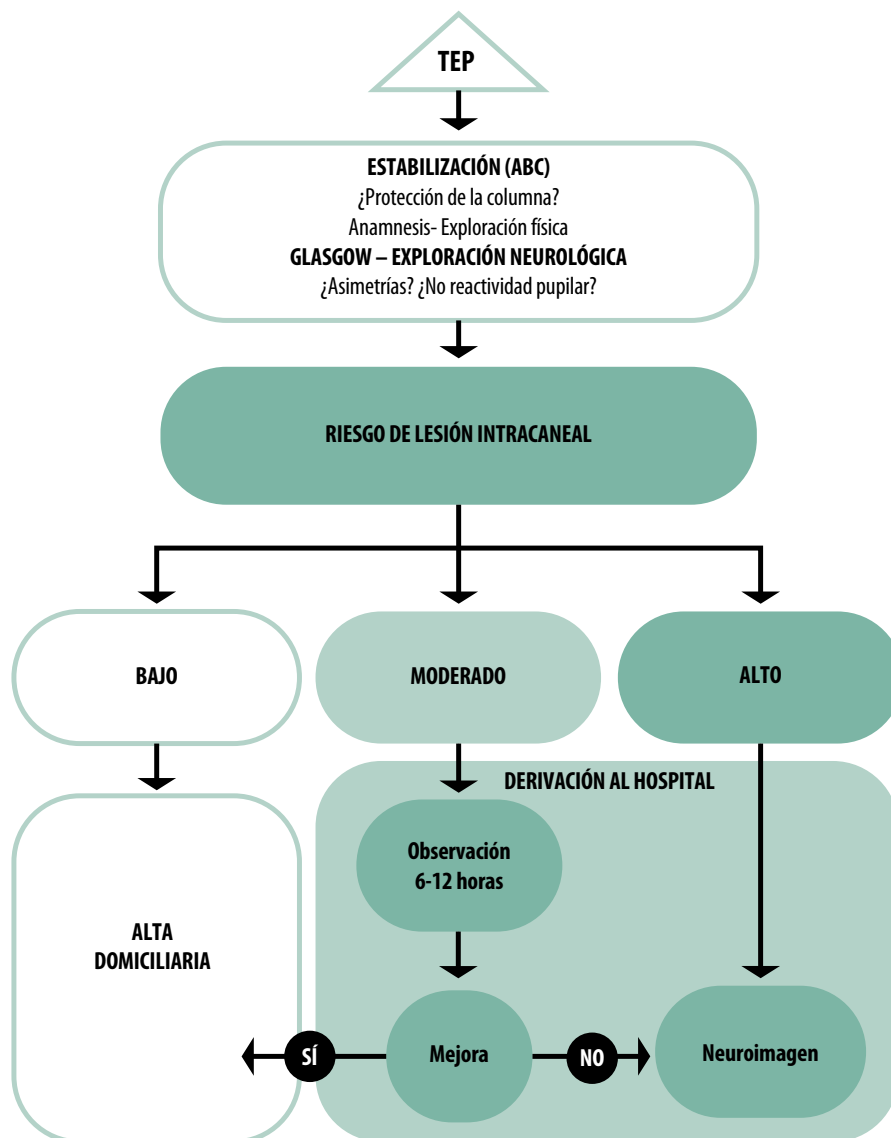 TEP
ESTABILIZACIÓN (ABC)
¿Protección de la columna?
Anamnesis- Exploración física
GLASGOW – EXPLORACIÓN NEUROLÓGICA
¿Asimetrías? ¿No reactividad pupilar?
RIESGO DE LESIÓN INTRACANEAL
BAJO
MODERADO
ALTO
DERIVACIÓN AL HOSPITAL
Observación
6-12 horas
ALTA
DOMICILIARIA
SÍ
Mejora
NO
Neuroimagen